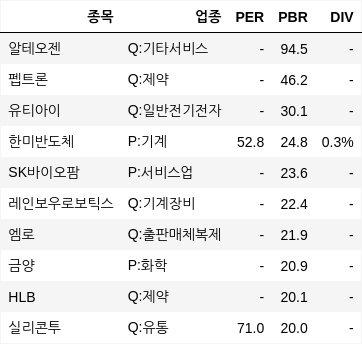 종목 업종 PER PBR DIV
알테오젠 Q:기타서비스 - 94.5 -
펩트론 Q:제약 - 46.2 -
유티아이 Q:일반전기전자 - 30.1 -
한미반도체 P:기계 52.8 24.8 0.3%
SK바이오팜 P:서비스업 - 23.6 -
레인보우로보틱스 Q:기계장비 - 22.4 -
엠로 Q:출판매체복제 - 21.9 -
금양 P:화학 - 20.9 -
HLB Q:제약 - 20.1 -
실리콘투 Q:유통 71.0 20.0 -